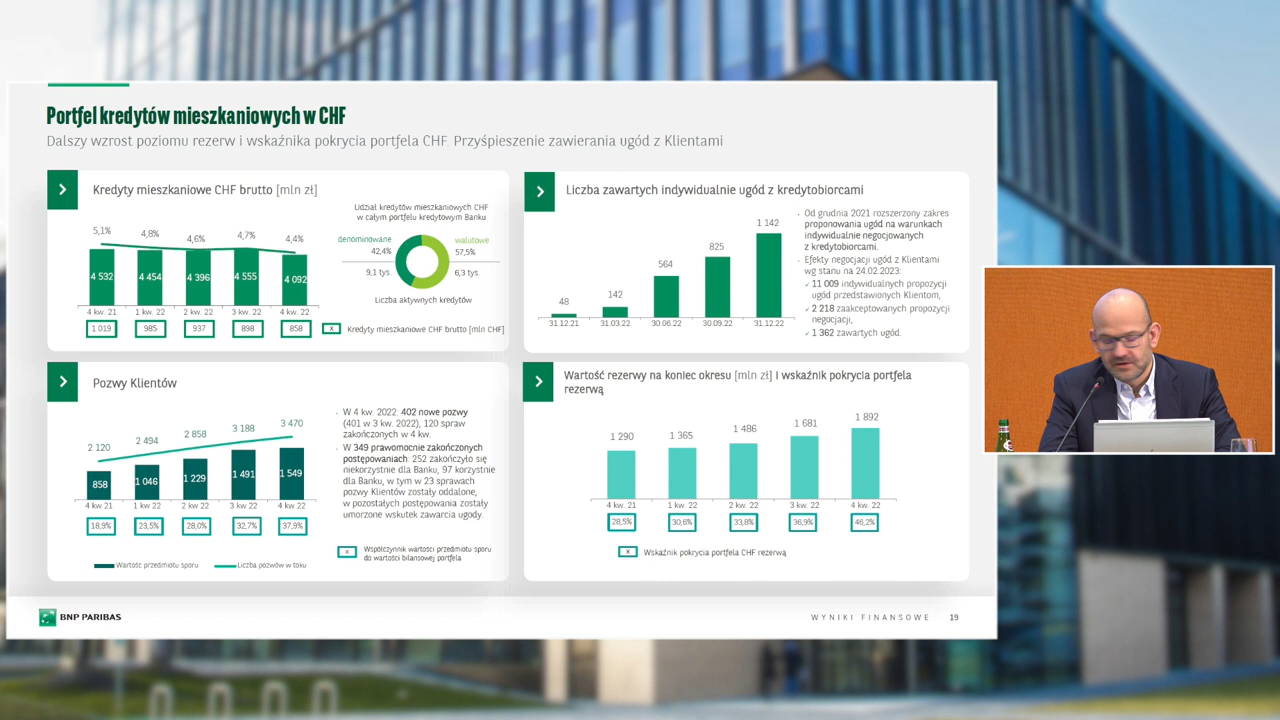 Portfel kredytów mieszkaniowych w CHF
Dalszy wzrost poziomu rezerw i wskaźnika pokrycia portfela CHF. Przyśpieszenie zawierania ugód z Klientami
Kredyty mieszkaniowe CHF brutto [mln zł]
5,1%
4,8%
4,6%
4,7%
4,4%
4 532
4 454
4 396
4 555
4 092
4 kw. 21
1 kw. 22
2 kw. 22
3 kw. 22
4 kw. 22
1 019
985
937
898
858
x
Kredyty mieszkaniowe CHF brutto [mln CHF]
Udział kredytów mieszkaniowych CHF
w całym portfelu kredytowym Banku
denominowane
walutowe
42,4%
57,5%
9,1 tys.
6,3 tys.
Liczba aktywnych kredytów
Liczba zawartych indywidualnie ugód z kredytobiorcami
48
142
564
825
1 142
31.12.21
31.03.22
30.06.22
30.09.22
31.12.22
Od grudnia 2021 rozszerzony zakres
proponowania ugód na warunkach
indywidualnie negocjowanych
z kredytobiorcami.
Efekty negocjacji ugód z Klientami
wg stanu na 24.02.2023:
✓ 11 009 indywidualnych propozycji
ugód przedstawionych Klientom,
✓ 2 218 zaakceptowanych propozycji
negocjacji,
✓ 1 362 zawartych ugód.
Pozwy Klientów
2 120
2 494
2 858
3 188
3 470
858
1 046
1 229
1 491
1 549
4 kw 21
1 kw. 22
2 kw. 22
3 kw. 22
4 kw 22
18,9%
23,5%
28,0%
32,7%
37,9%
Wartość przedmiotu sporu
Liczba pozwów w toku
W 4 kw. 2022. 402 nowe pozwy
(401 w 3 kw. 2022), 120 spraw
zakończonych w 4 kw.
W 349 prawomocnie zakończonych
postępowaniach: 252 zakończyło się
niekorzystnie dla Banku, 97 korzystnie
dla Banku, w tym w 23 sprawach
pozwy Klientów zostały oddalone,
w pozostałych postępowania zostały
umorzone wskutek zawarcia ugody.
x
Współczynnik wartości przedmiotu sporu
do wartości bilansowej portfela
Wartość rezerwy na koniec okresu [mln zł] I wskaźnik pokrycia portfela
rezerwą
1 290
1 365
1 486
1 681
1 892
4 kw. 21
1 kw. 22
2 kw. 22
3 kw. 22
4 kw. 22
28,5%
30,6%
33,8%
36,9%
46,2%
x
Wskaźnik pokrycia portfela CHF rezerwą
BNP PARIBAS
WYNIKI FINANSOWE 19